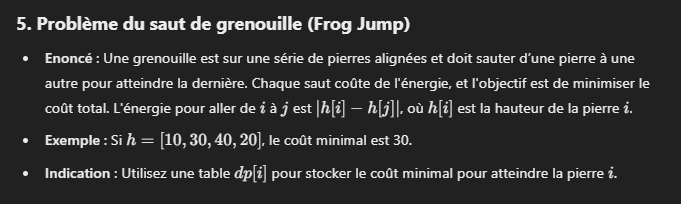 5. Problème du saut de grenouille (Frog Jump)
• Enoncé : Une grenouille est sur une série de pierres alignées et doit sauter d’une pierre à une
autre pour atteindre la dernière. Chaque saut coûte de l'énergie, et l'objectif est de minimiser le
coût total. L'énergie pour aller de i à j est |h[i] − h[j]|, où h[i] est la hauteur de la pierre i.
• Exemple : Si h = [10, 30, 40, 20], le coût minimal est 30.
• Indication : Utilisez une table dp[i] pour stocker le coût minimal pour atteindre la pierre i.